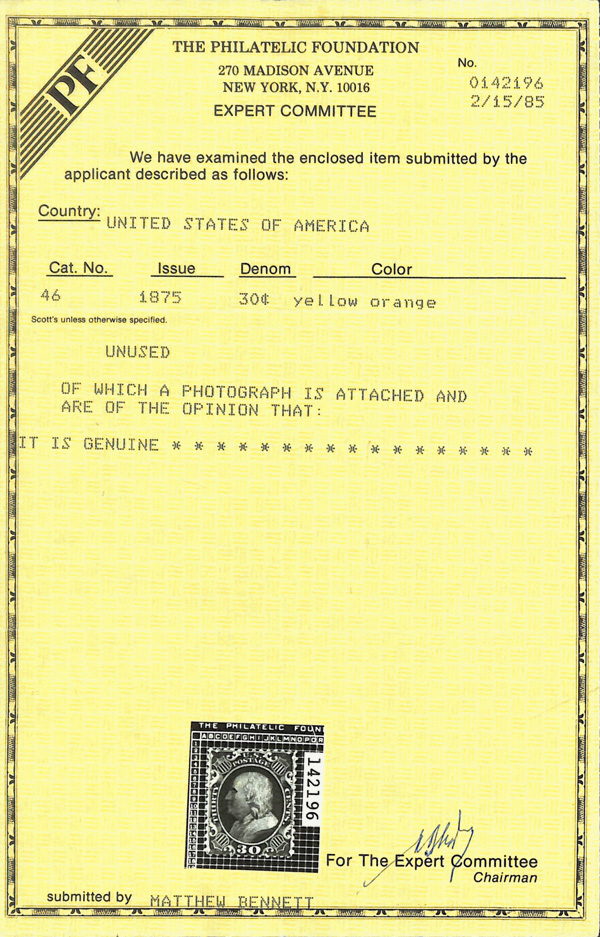 PF
THE PHILATELIC FOUNDATION
270 MADISON AVENUE
NEW YORK, N.Y. 10016
EXPERT COMMITTEE
No.
0142196
2/15/85
We have examined the enclosed item submitted by the
applicant described as follows:
Country: UNITED STATES OF AMERICA
Cat. No. Issue Denom Color
46 1875 30¢ yellow orange
Scott's unless otherwise specified.
UNUSED
OF WHICH A PHOTOGRAPH IS ATTACHED AND
ARE OF THE OPINION THAT:
IT IS GENUINE * * * * * * * * * * * * * * * * * *
THE PHILATELIC FOUN
ABCDEFGHIJKLMNOPQR
142196
U.S.
POSTAGE
THIRTY
CENTS
30
For The Expert Committee
Chairman
submitted by MATTHEW BENNETT